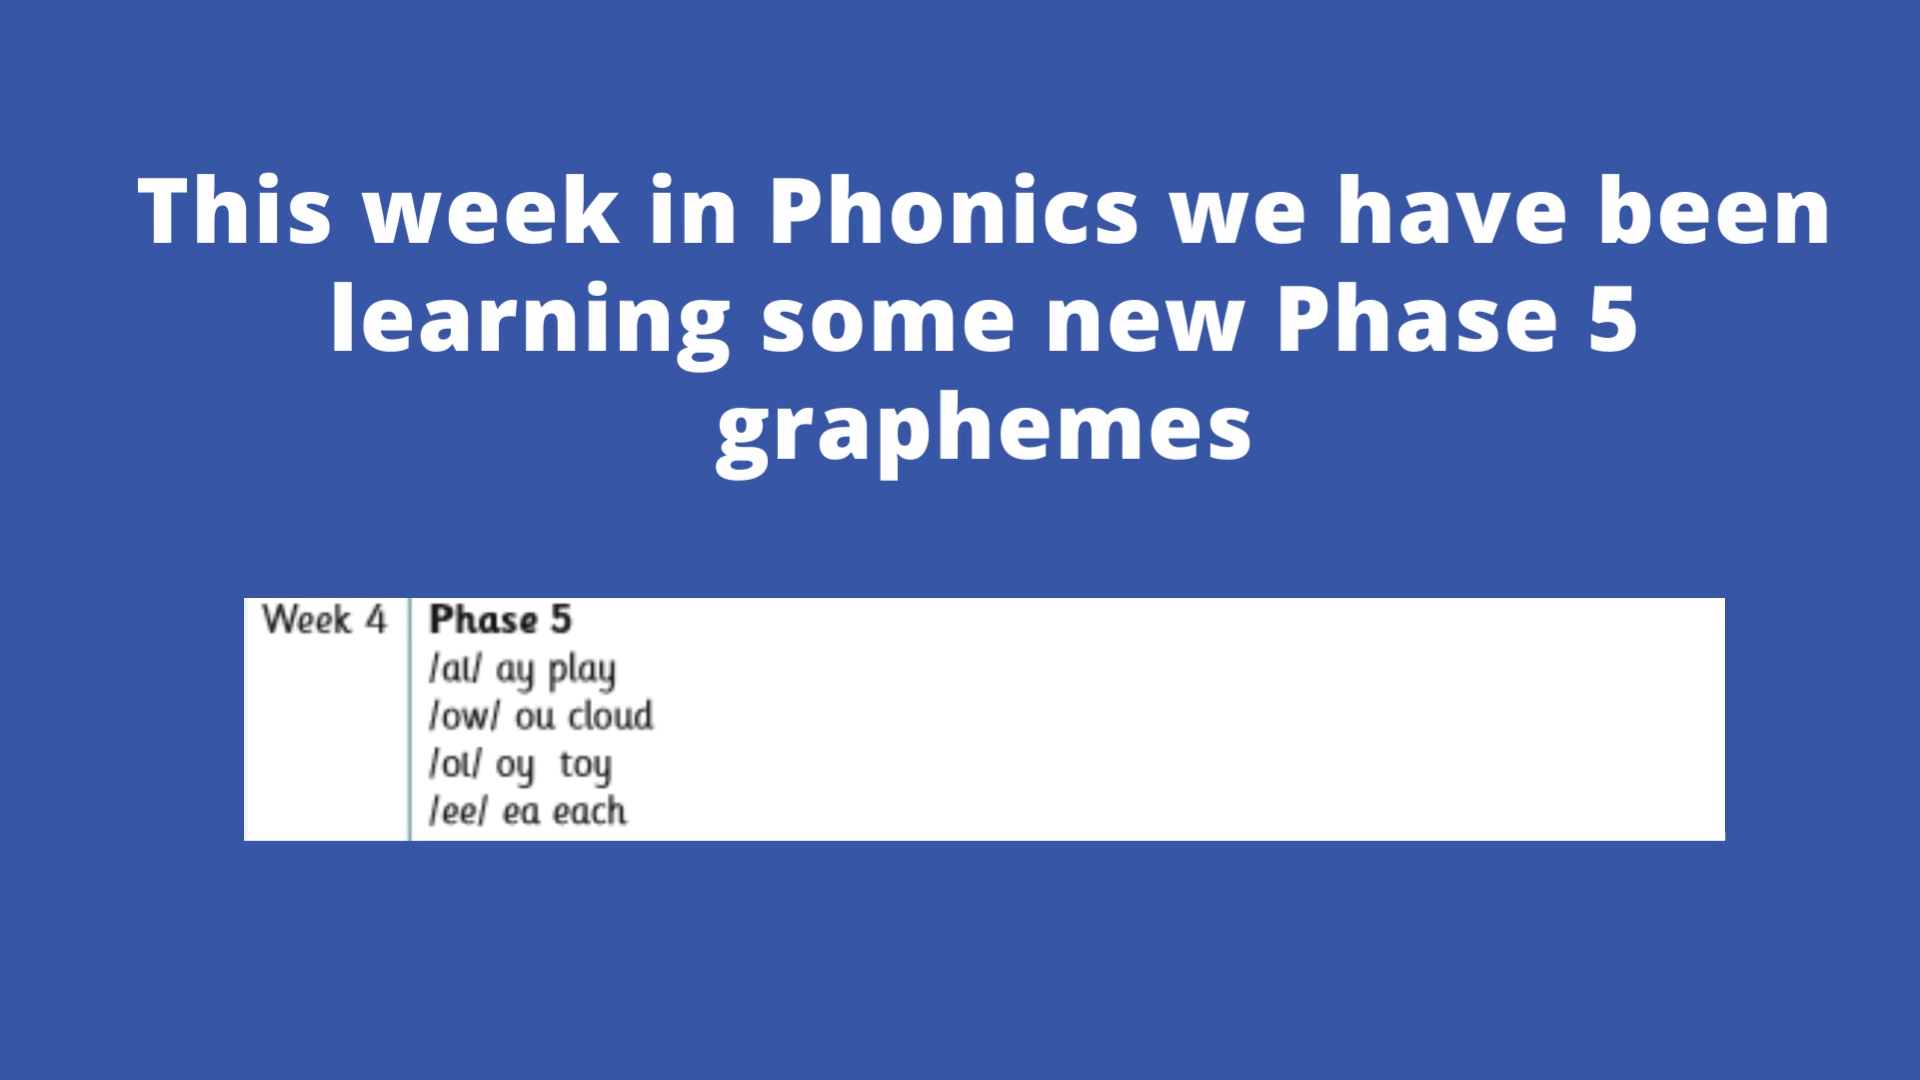 This week in Phonics we have been
learning some new Phase 5
graphemes
Week 4 Phase 5
/ai/ ay play
/ow/ ou cloud
/oi/ oy toy
/ee/ ea each